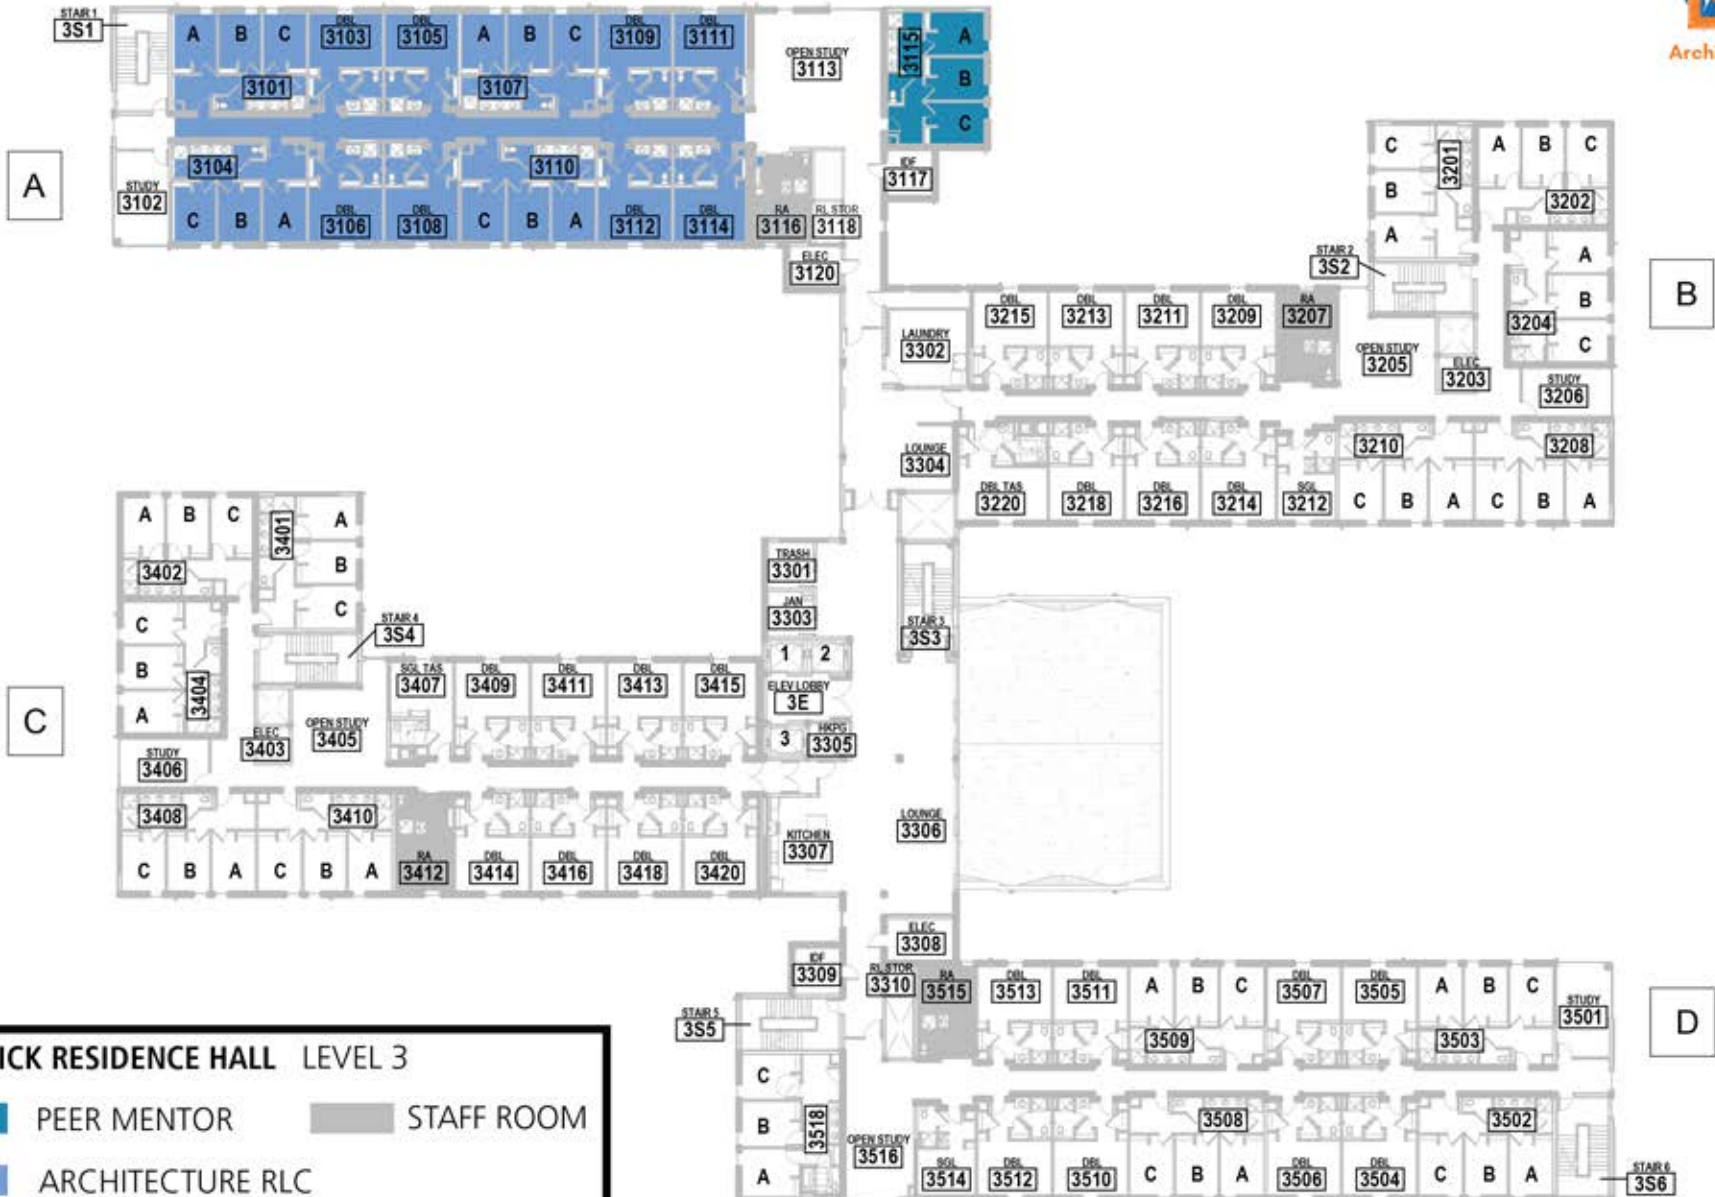 STAIR 1
3S1
A B C
DBL
3103
DBL
3105
A B C
DBL
3109
DBL
3111
3101
3107
OPEN STUDY
3113
3115
A
B
C
Archi
A
3104
3110
STUDY
3102
C B A
DBL
3106
DBL
3108
C B A
DBL
3112
DBL
3114
RA
3116
RL STOR
3118
IDF
3117
ELEC
3120
C
B
A
3201
A B C
3202
STAIR 2
3S2
A
B
C
3204
B
DBL
3215
DBL
3213
DBL
3211
DBL
3209
RA
3207
LAUNDRY
3302
OPEN STUDY
3205
ELEC
3203
STUDY
3206
LOUNGE
3304
3210
3208
DBL TAS
3220
DBL
3218
DBL
3216
DBL
3214
SGL
3212
C B A C B A
A B C
3401
A
B
C
3402
C
B
A
3404
STAIR 4
3S4
TRASH
3301
JAN
3303
STAIR 3
3S3
1 2
ELEV LOBBY
3E
3
HKPG
3305
C
SGL TAS
3407
DBL
3409
DBL
3411
DBL
3413
DBL
3415
ELEC
3403
OPEN STUDY
3405
STUDY
3406
3408
3410
C B A C B A
RA
3412
DBL
3414
DBL
3416
DBL
3418
DBL
3420
KITCHEN
3307
LOUNGE
3306
ELEC
3308
IDF
3309
RL STOR
3310
RA
3515
DBL
3513
DBL
3511
A B C
3509
DBL
3507
DBL
3505
A B C
3503
STUDY
3501
D
STAIR 5
3S5
C
B
A
3518
OPEN STUDY
3516
SGL
3514
DBL
3512
DBL
3510
3508
C B A
DBL
3506
DBL
3504
3502
C B A
STAIR 6
3S6
ICK RESIDENCE HALL LEVEL 3
PEER MENTOR
STAFF ROOM
ARCHITECTURE RLC